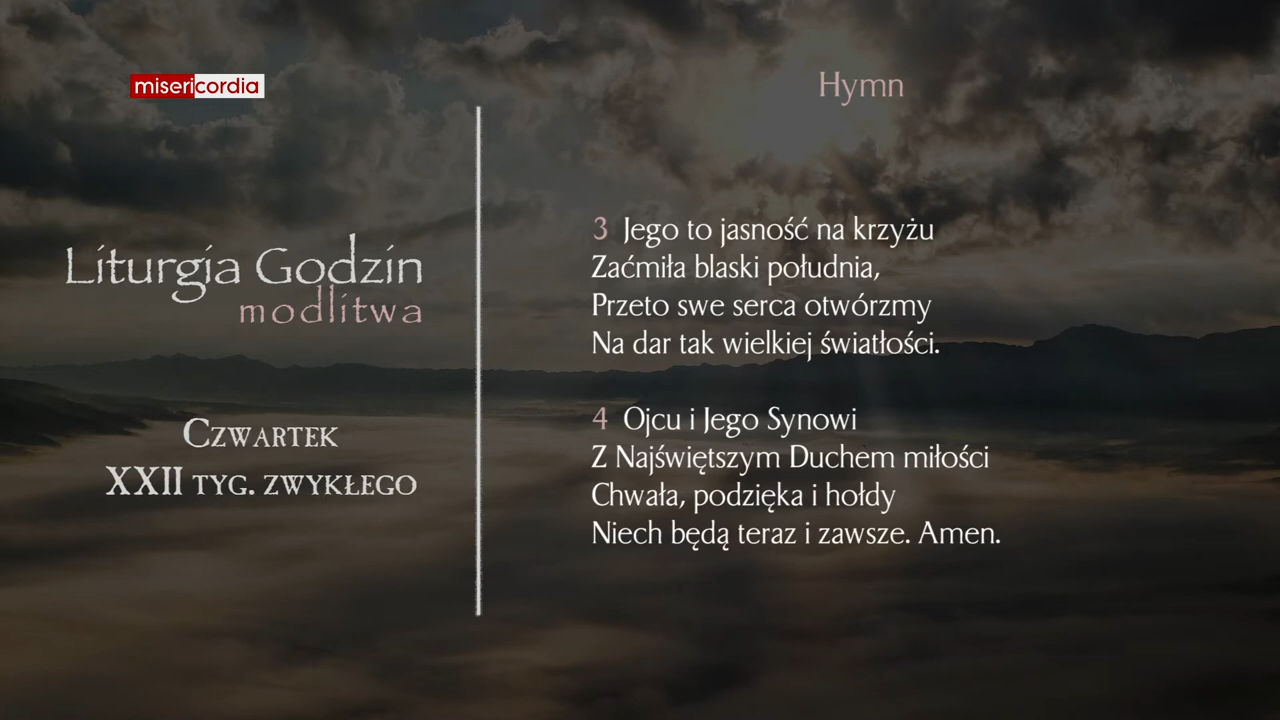 misericordia
Liturgia Godzin
modlitwa
Czwartek
XXII tyg. zwykłego
Hymn
3 Jego to jasność na krzyżu
Zaćmiła blaski południa,
Przeto swe serca otwórzmy
Na dar tak wielkiej światłości.
4 Ojcu i Jego Synowi
Z Najświętszym Duchem miłości
Chwała, podzięka i hołdy
Niech będą teraz i zawsze. Amen.